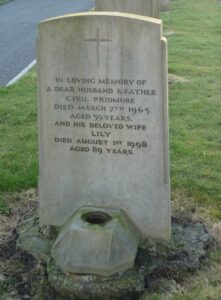 IN LOVING MEMORY OF
A DEAR HUSBAND & FATHER
CYRIL PRIDMORE
DIED MARCH 7TH 1965
AGED 59 YEARS.
AND HIS BELOVED WIFE
LILY
DIED AUGUST 1ST 1998
AGED 89 YEARS.